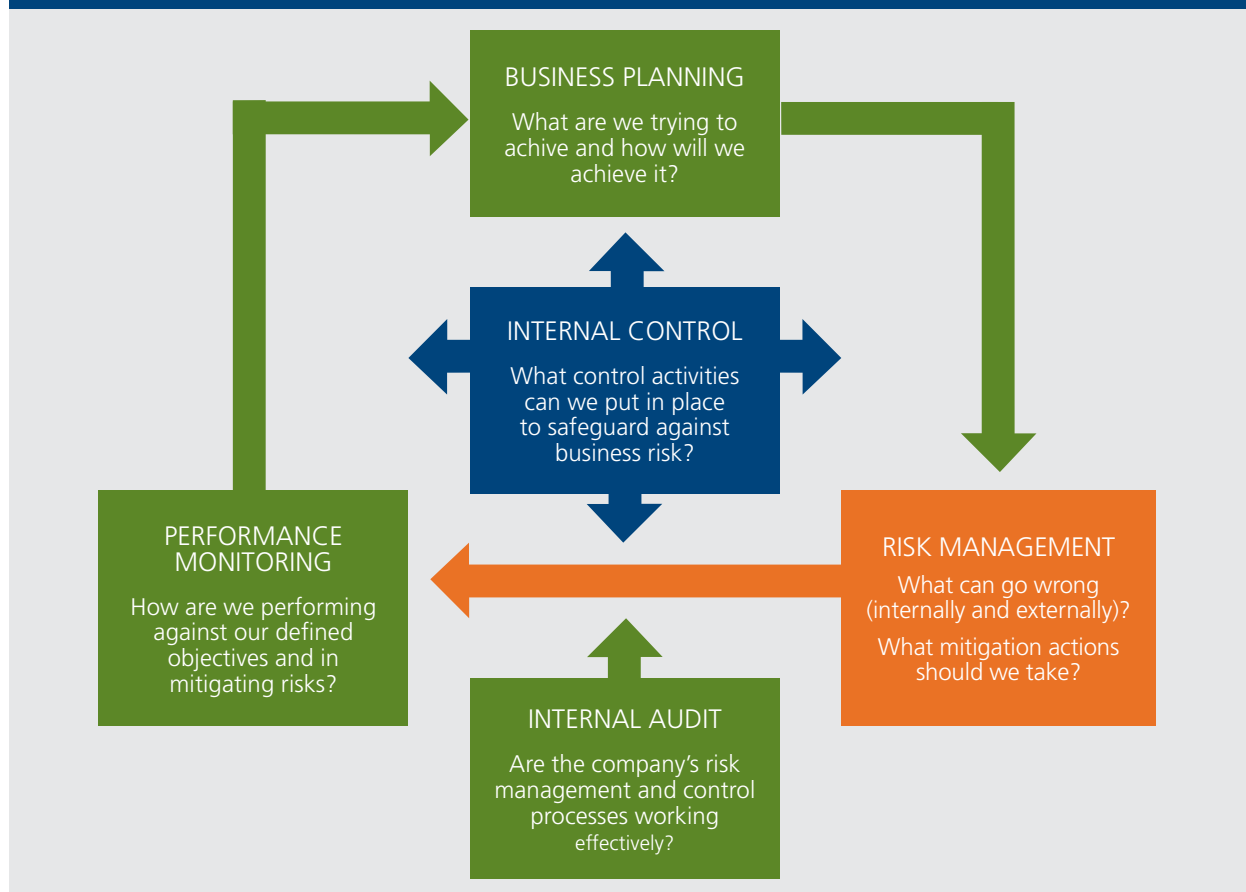 BUSINESS PLANNING
What are we trying to
achive and how will we
achieve it?
INTERNAL CONTROL
What control activities
can we put in place
to safeguard against
business risk?
PERFORMANCE
MONITORING
How are we performing
against our defined
objectives and in
mitigating risks?
RISK MANAGEMENT
What can go wrong
(internally and externally)?
What mitigation actions
should we take?
INTERNAL AUDIT
Are the company’s risk
management and control
processes working
effectively?